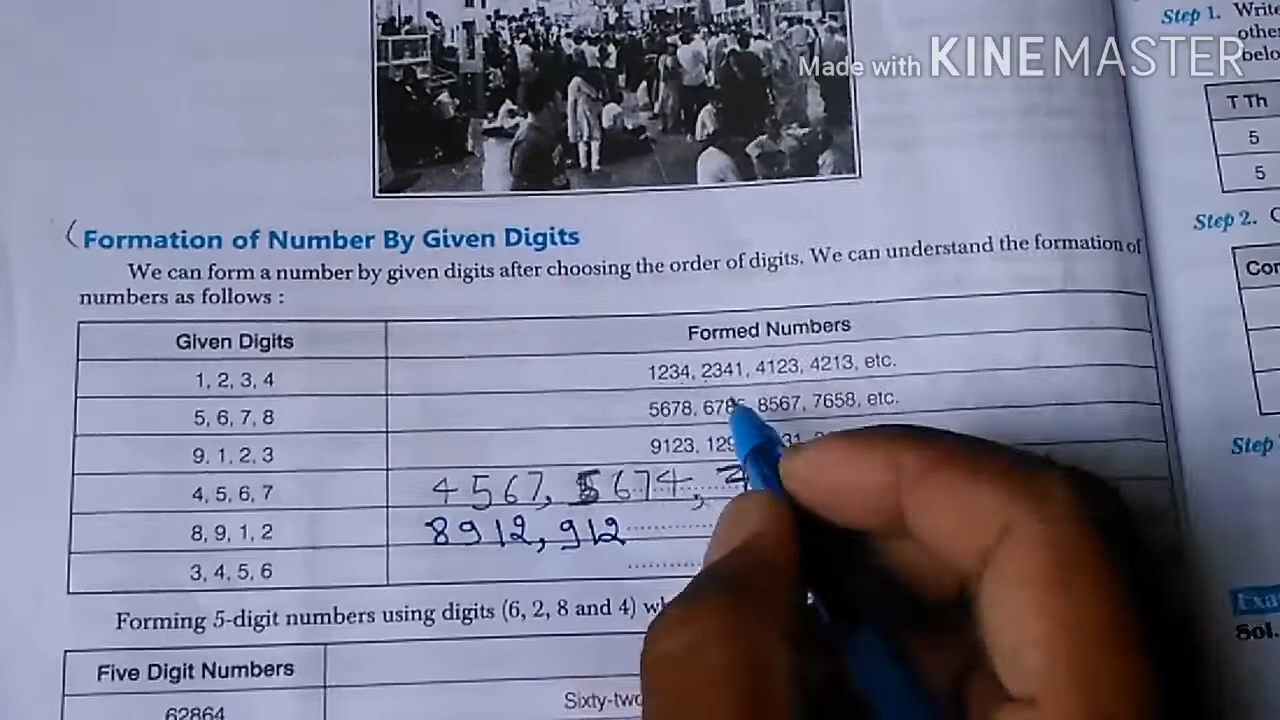 Made with KINEMASTER
Formation of Number By Given Digits
We can form a number by given digits after choosing the order of digits. We can understand the formation of
numbers as follows :
Given Digits Formed Numbers
1, 2, 3, 4 1234, 2341, 4123, 4213, etc.
5, 6, 7, 8 5678, 8567, 7658, etc.
9, 1, 2, 3 9123,
4, 5, 6, 7 4567, 5674,
8, 9, 1, 2 8912, 912
3, 4, 5, 6
Forming 5-digit numbers using digits (6, 2, 8 and 4)
Five Digit Numbers
62864 Sixty-two
Step 1. Write
T Th
5
5
Step 2.
Step
Sol.